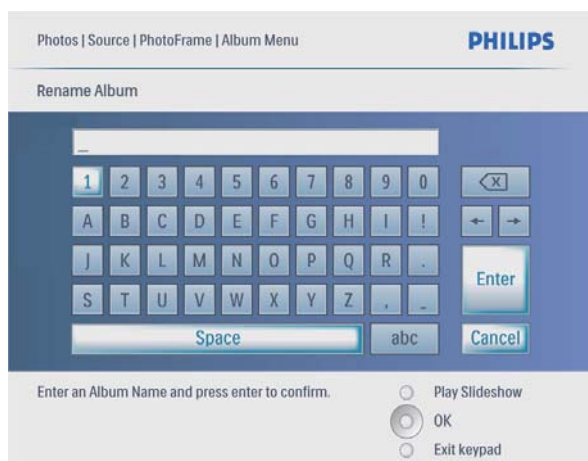 Photos | Source | PhotoFrame | Album Menu
PHILIPS
Rename Album
_
1 2 3 4 5 6 7 8 9 0
A B C D E F G H I !
J K L M N O P Q R .
Enter
S T U V W X Y Z , _
Space abc Cancel
Enter an Album Name and press enter to confirm.
Play Slideshow
OK
Exit keypad